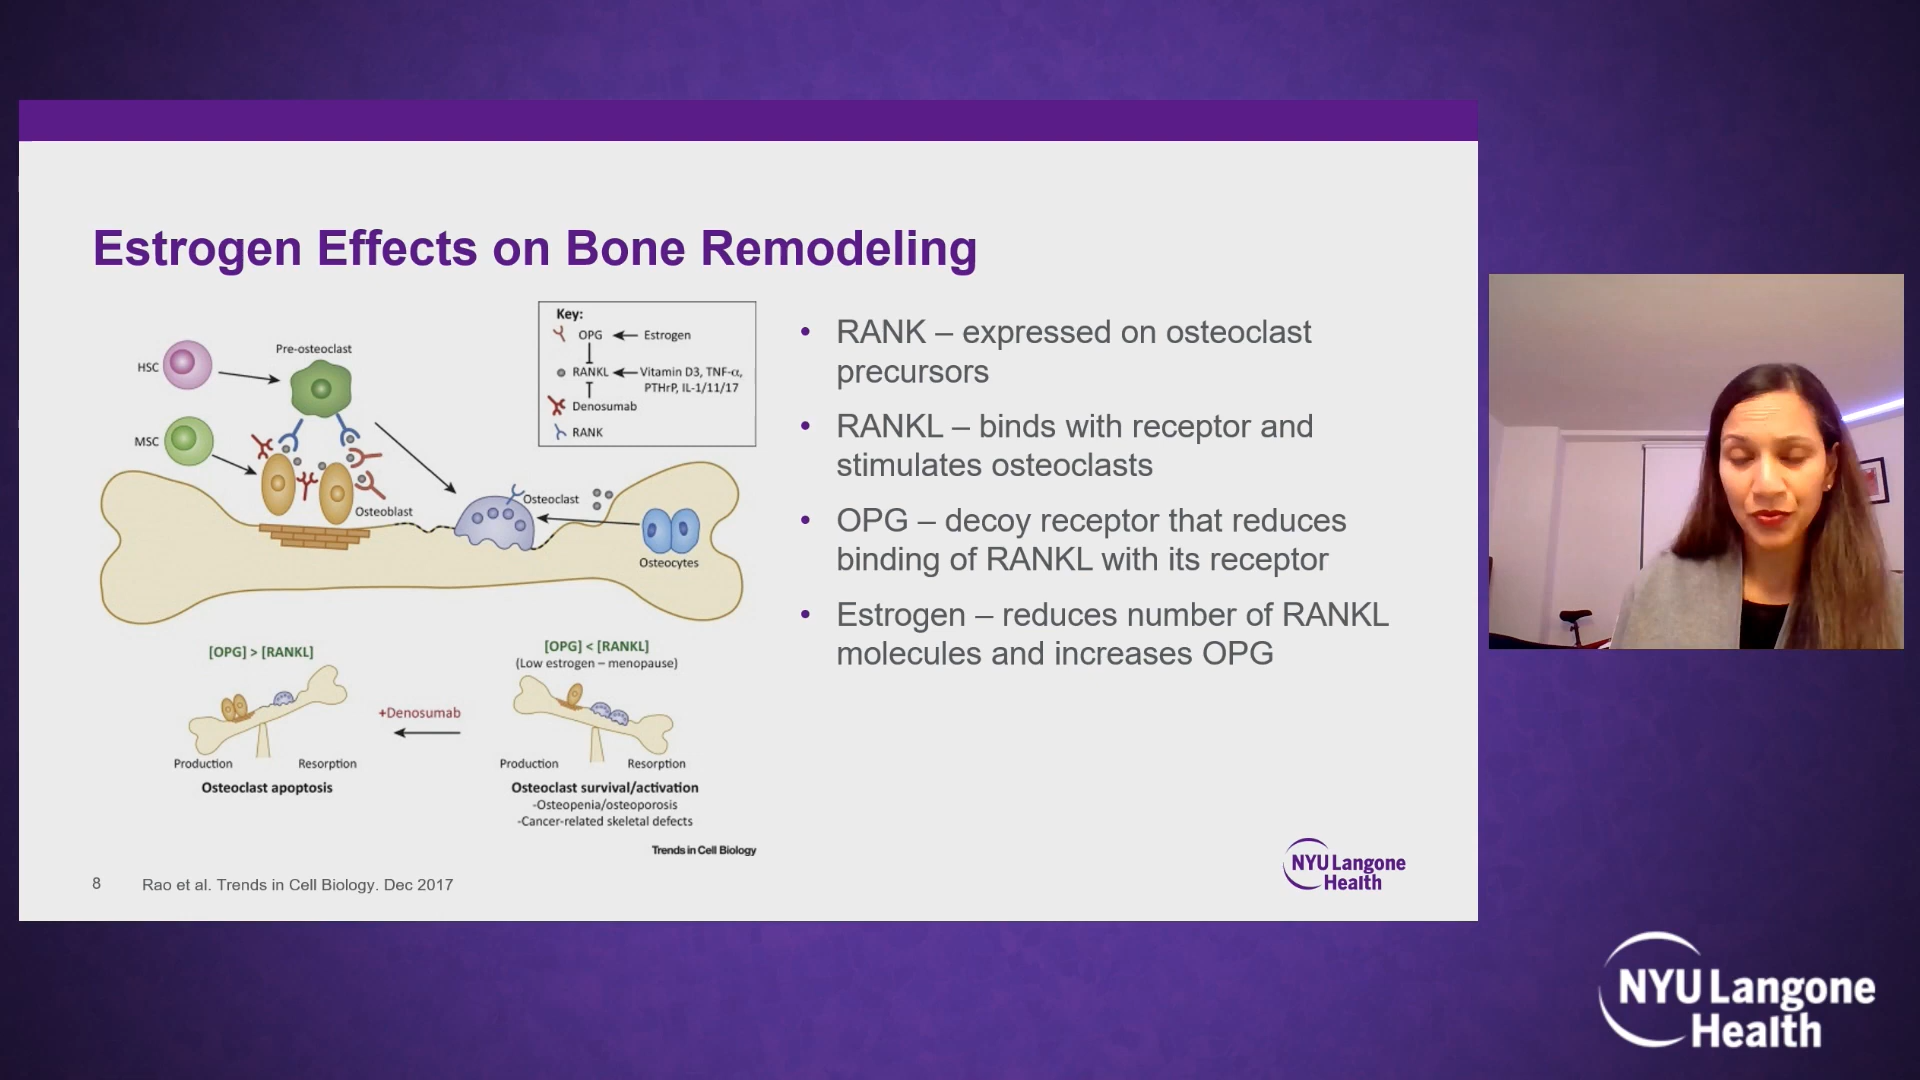 Estrogen Effects on Bone Remodeling
Key:
OPG Estrogen
RANKL Vitamin D3, TNF-α,
PTHrP, IL-1/11/17
Denosumab
RANK
HSC
Pre-osteoclast
MSC
Osteoblast
Osteoclast
Osteocytes
[OPG] > [RANKL]
[OPG] < [RANKL]
(Low estrogen – menopause)
+Denosumab
Production Resorption
Osteoclast apoptosis
Production Resorption
Osteoclast survival/activation
-Osteopenia/osteoporosis
-Cancer-related skeletal defects
Trends in Cell Biology
• RANK – expressed on osteoclast
precursors
• RANKL – binds with receptor and
stimulates osteoclasts
• OPG – decoy receptor that reduces
binding of RANKL with its receptor
• Estrogen – reduces number of RANKL
molecules and increases OPG
8 Rao et al. Trends in Cell Biology. Dec 2017
NYU Langone
Health
NYU Langone
Health